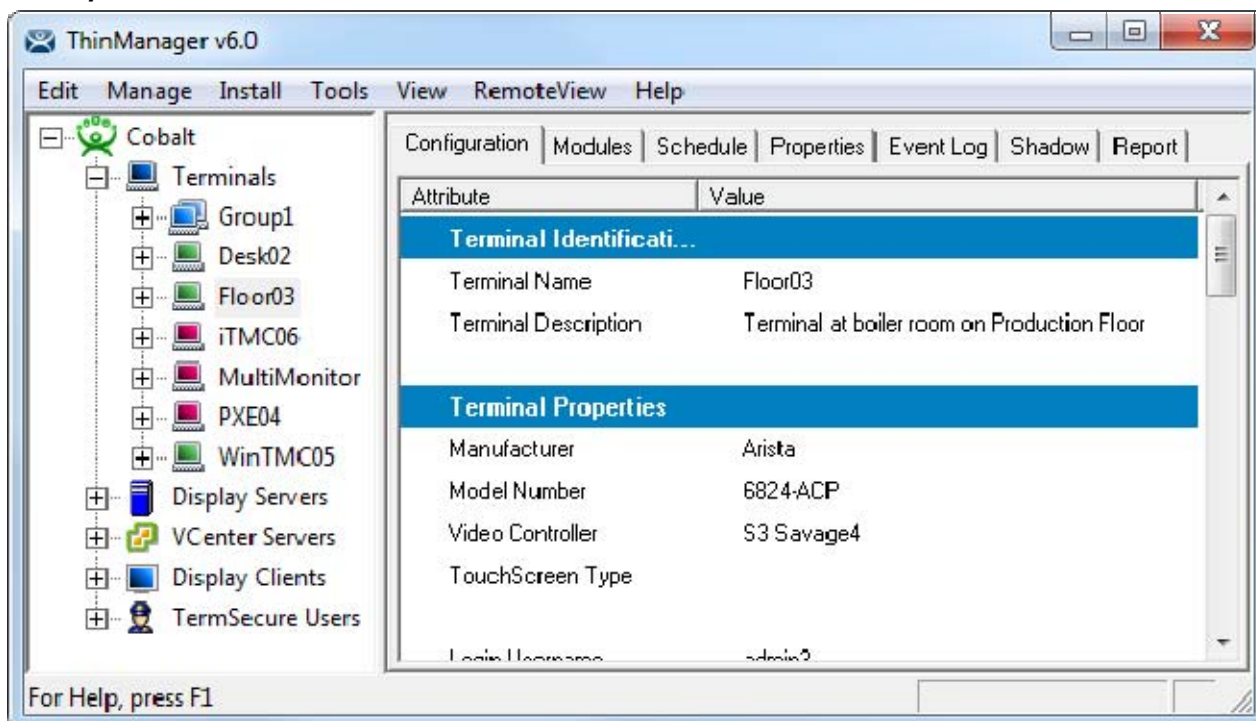 ThinManager v6.0
Edit Manage Install Tools View RemoteView Help
Cobalt
Terminals
Group1
Desk02
Floor03
iTMC06
MultiMonitor
PXE04
WinTMC05
Display Servers
VCenter Servers
Display Clients
TermSecure Users
Configuration Modules Schedule Properties Event Log Shadow Report
Attribute Value
Terminal Identificati...
Terminal Name Floor03
Terminal Description Terminal at boiler room on Production Floor
Terminal Properties
Manufacturer Arista
Model Number 6824-ACP
Video Controller S3 Savage4
TouchScreen Type
Login Username
For Help, press F1